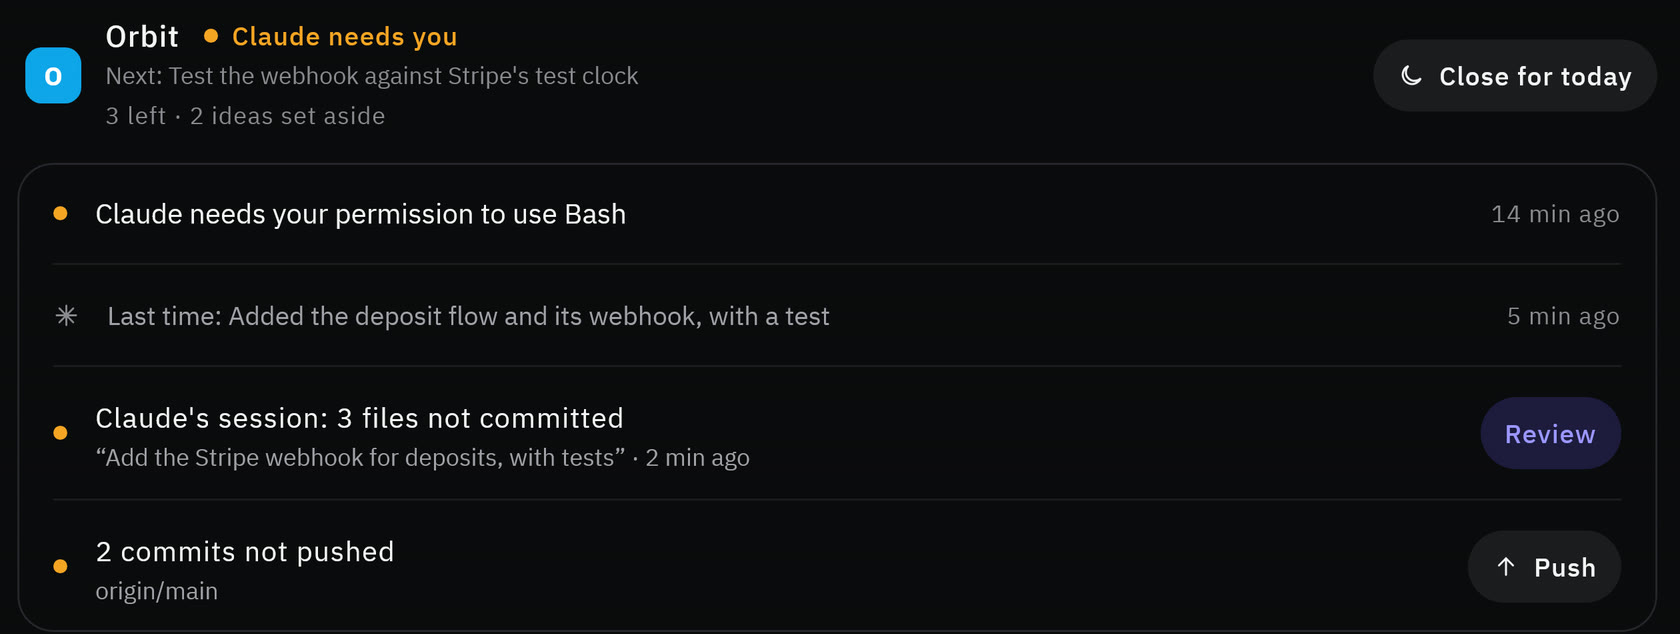 O
Orbit
Claude needs you
Next: Test the webhook against Stripe's test clock
3 left · 2 ideas set aside
Close for today
Claude needs your permission to use Bash
14 min ago
Last time: Added the deposit flow and its webhook, with a test
5 min ago
Claude's session: 3 files not committed
“Add the Stripe webhook for deposits, with tests” · 2 min ago
Review
2 commits not pushed
origin/main
Push